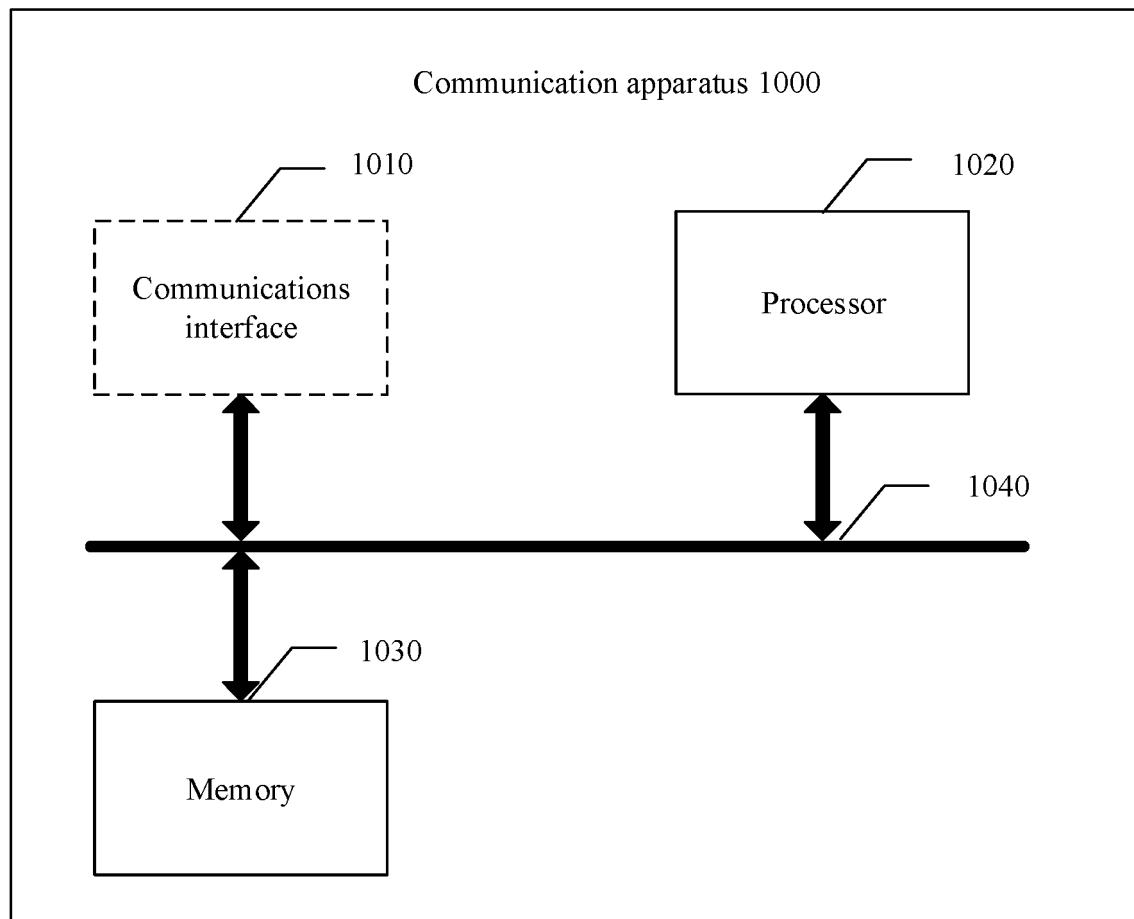 Communication apparatus 1000
1010
1020
Communications
interface
Processor
1040
1030
Memory